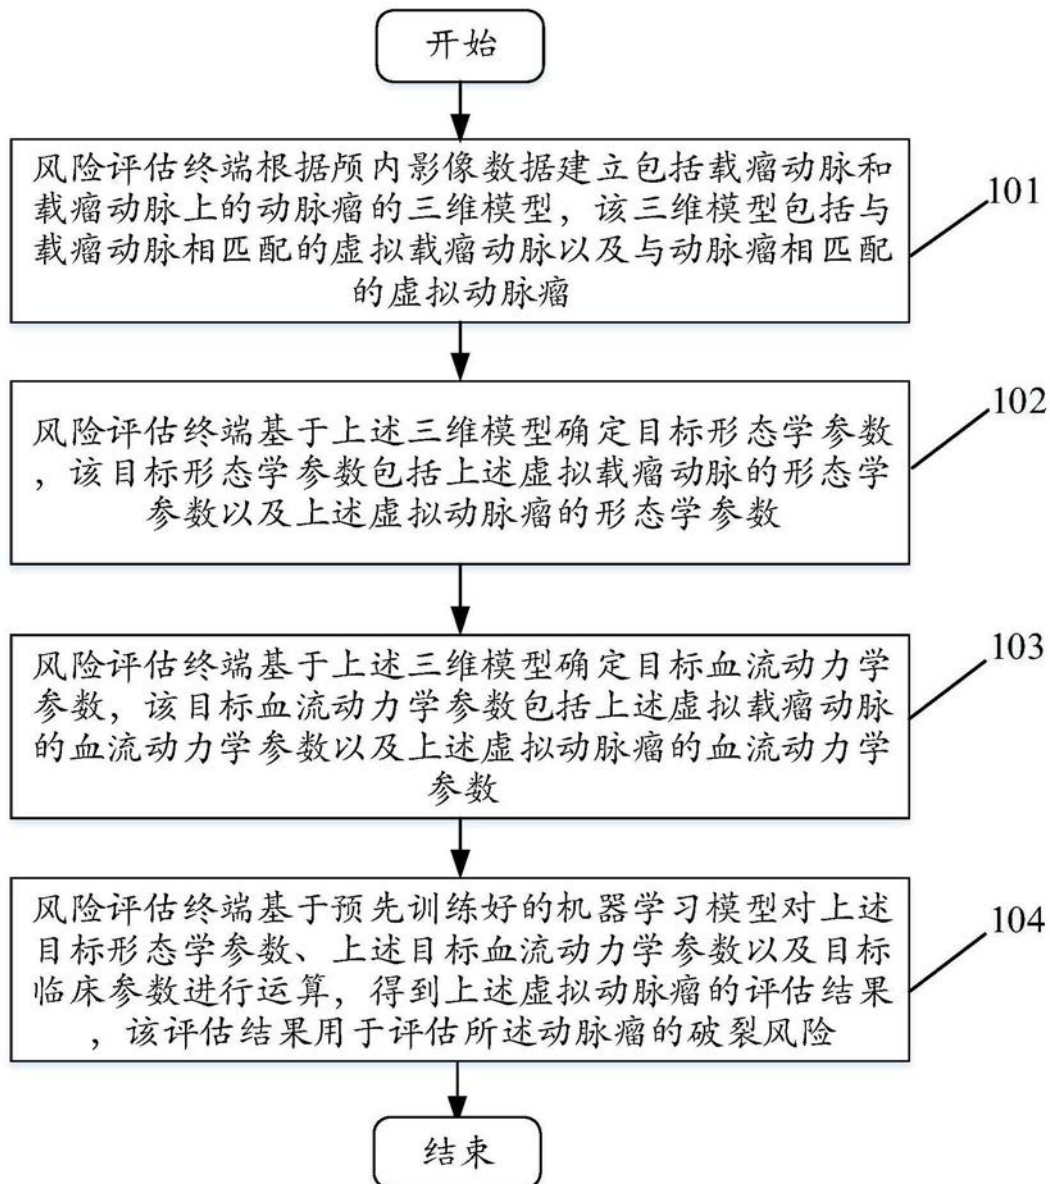 开始
风险评估终端根据颅内影像数据建立包括载瘤动脉和
载瘤动脉上的动脉瘤的三维模型，该三维模型包括与
载瘤动脉相匹配的虚拟载瘤动脉以及与动脉瘤相匹配
的虚拟动脉瘤
101
风险评估终端基于上述三维模型确定目标形态学参数
，该目标形态学参数包括上述虚拟载瘤动脉的形态学
参数以及上述虚拟动脉瘤的形态学参数
102
风险评估终端基于上述三维模型确定目标血流动力学
参数，该目标血流动力学参数包括上述虚拟载瘤动脉
的血流动力学参数以及上述虚拟动脉瘤的血流动力学
参数
103
风险评估终端基于预先训练好的机器学习模型对上述
目标形态学参数、上述目标血流动力学参数以及目标
临床参数进行运算，得到上述虚拟动脉瘤的评估结果
，该评估结果用于评估所述动脉瘤的破裂风险
104
结束